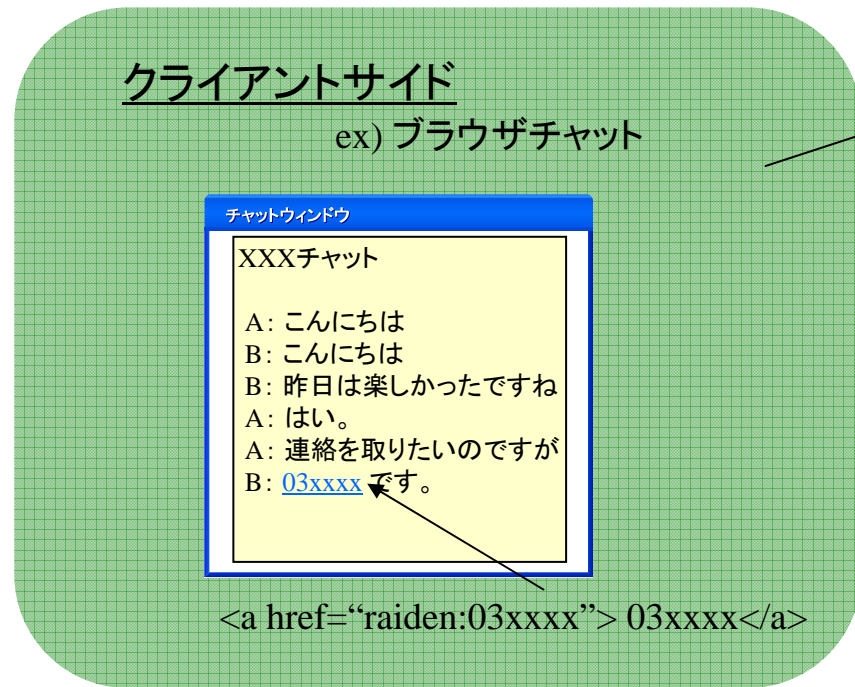 クライアントサイド
ex) ブラウザチャット
チャットウィンドウ
XXXチャット
A: こんにちは
B: こんにちは
B: 昨日は楽しかったですね
A: はい。
A: 連絡を取りたいのですが
B: 03xxxx です。
<a href=“raiden:03xxxx”> 03xxxx</a>